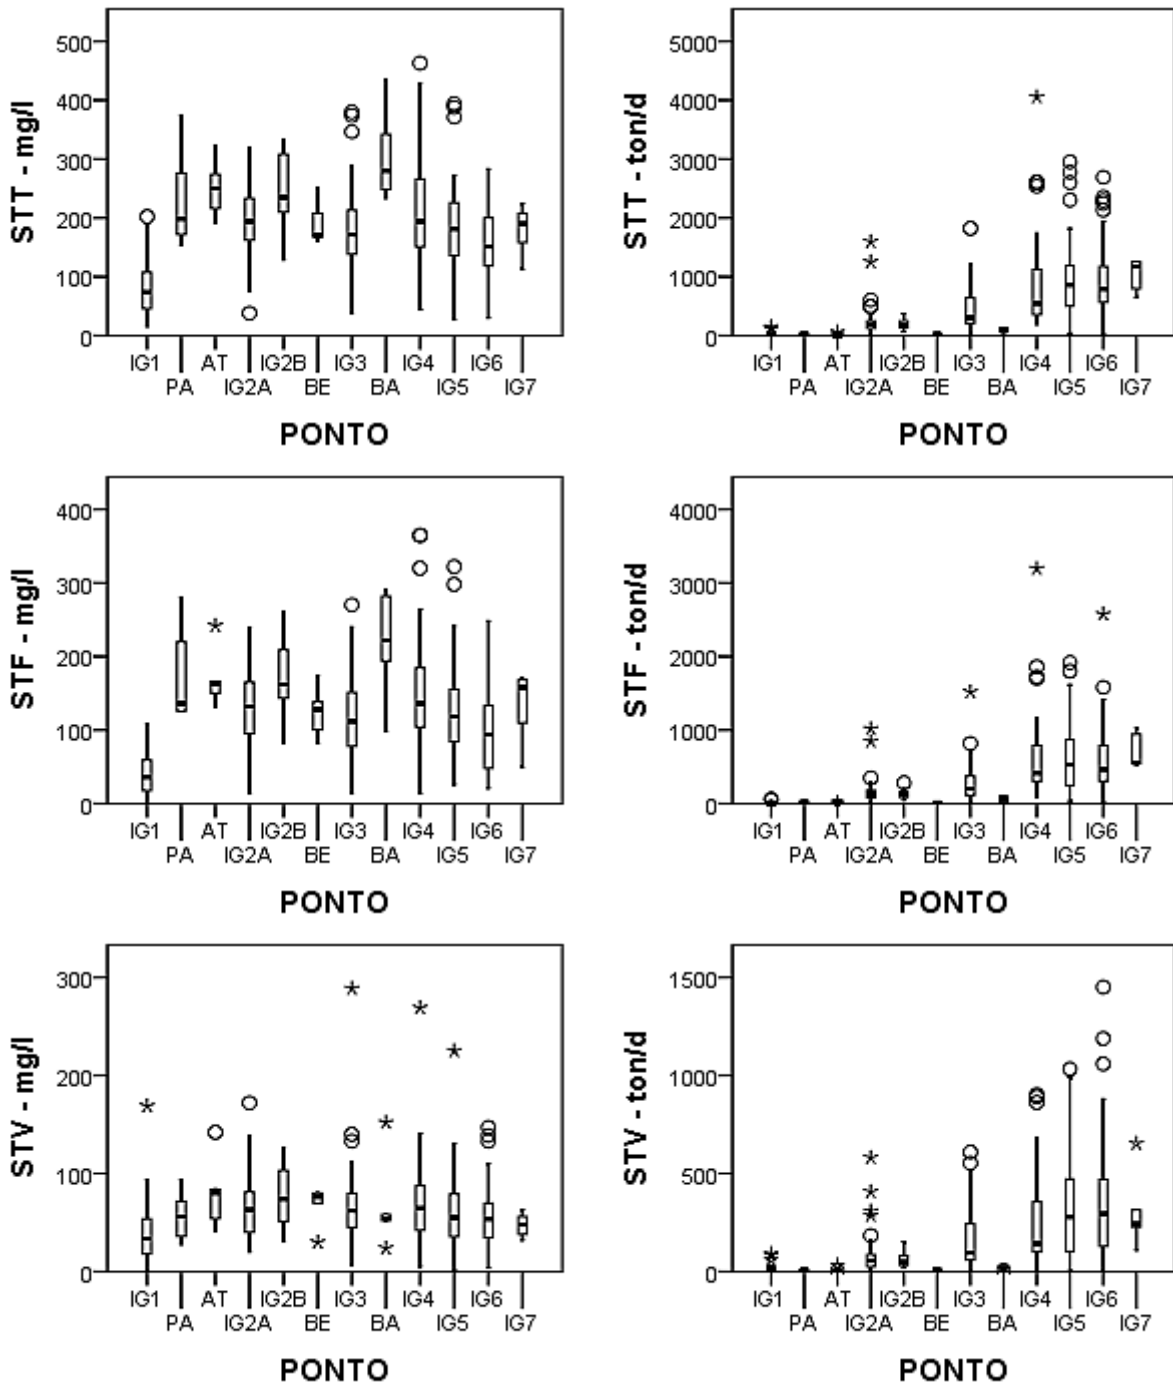 STT - mg/l
500
400
300
200
100
0
IG1 AT IG2B IG3 IG4 IG6
PA IG2A BE BA IG5 IG7
PONTO
STT - ton/d
5000
4000
3000
2000
1000
0
IG1 AT IG2B IG3 IG4 IG6
PA IG2A BE BA IG5 IG7
PONTO
STF - mg/l
400
300
200
100
0
IG1 AT IG2B IG3 IG4 IG6
PA IG2A BE BA IG5 IG7
PONTO
STF - ton/d
4000
3000
2000
1000
0
IG1 AT IG2B IG3 IG4 IG6
PA IG2A BE BA IG5 IG7
PONTO
STV - mg/l
300
200
100
0
IG1 AT IG2B IG3 IG4 IG6
PA IG2A BE BA IG5 IG7
PONTO
STV - ton/d
1500
1000
500
0
IG1 AT IG2B IG3 IG4 IG6
PA IG2A BE BA IG5 IG7
PONTO